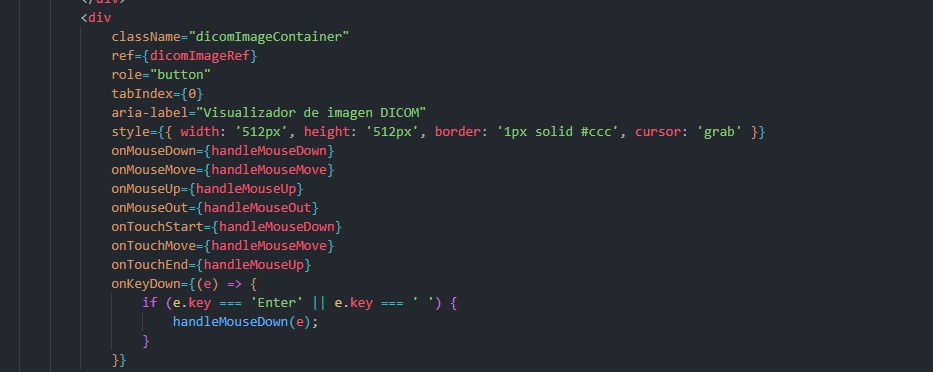 </div>
<div
className="dicomImageContainer"
ref={dicomImageRef}
role="button"
tabIndex={0}
aria-label="Visualizador de imagen DICOM"
style={{ width: '512px', height: '512px', border: '1px solid #ccc', cursor: 'grab' }}
onMouseDown={handleMouseDown}
onMouseMove={handleMouseMove}
onMouseUp={handleMouseUp}
onMouseOut={handleMouseOut}
onTouchStart={handleMouseDown}
onTouchMove={handleMouseMove}
onTouchEnd={handleMouseUp}
onKeyDown={(e) => {
if (e.key === 'Enter' || e.key === ' ') {
handleMouseDown(e);
}
}}